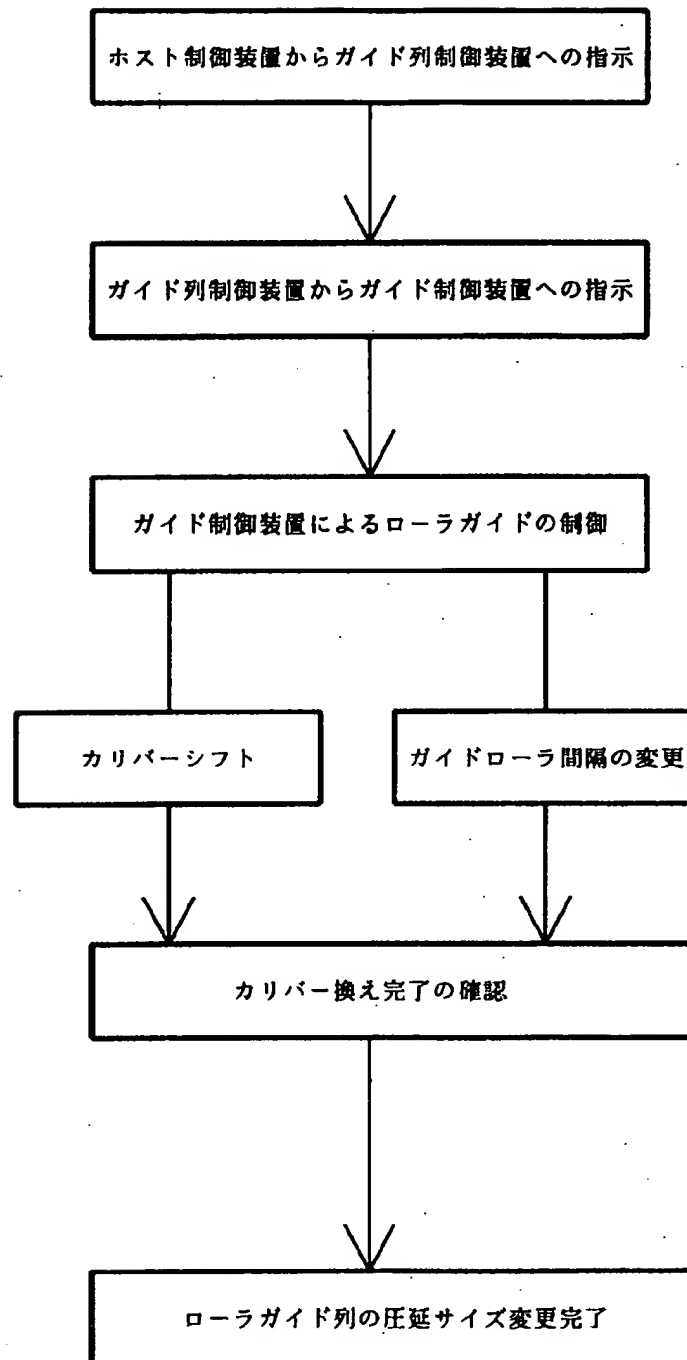 ホスト制御装置からガイド列制御装置への指示
ガイド列制御装置からガイド制御装置への指示
ガイド制御装置によるローラガイドの制御
カリバーシフト
ガイドローラ間隔の変更
カリバー換え完了の確認
ローラガイド列の圧延サイズ変更完了